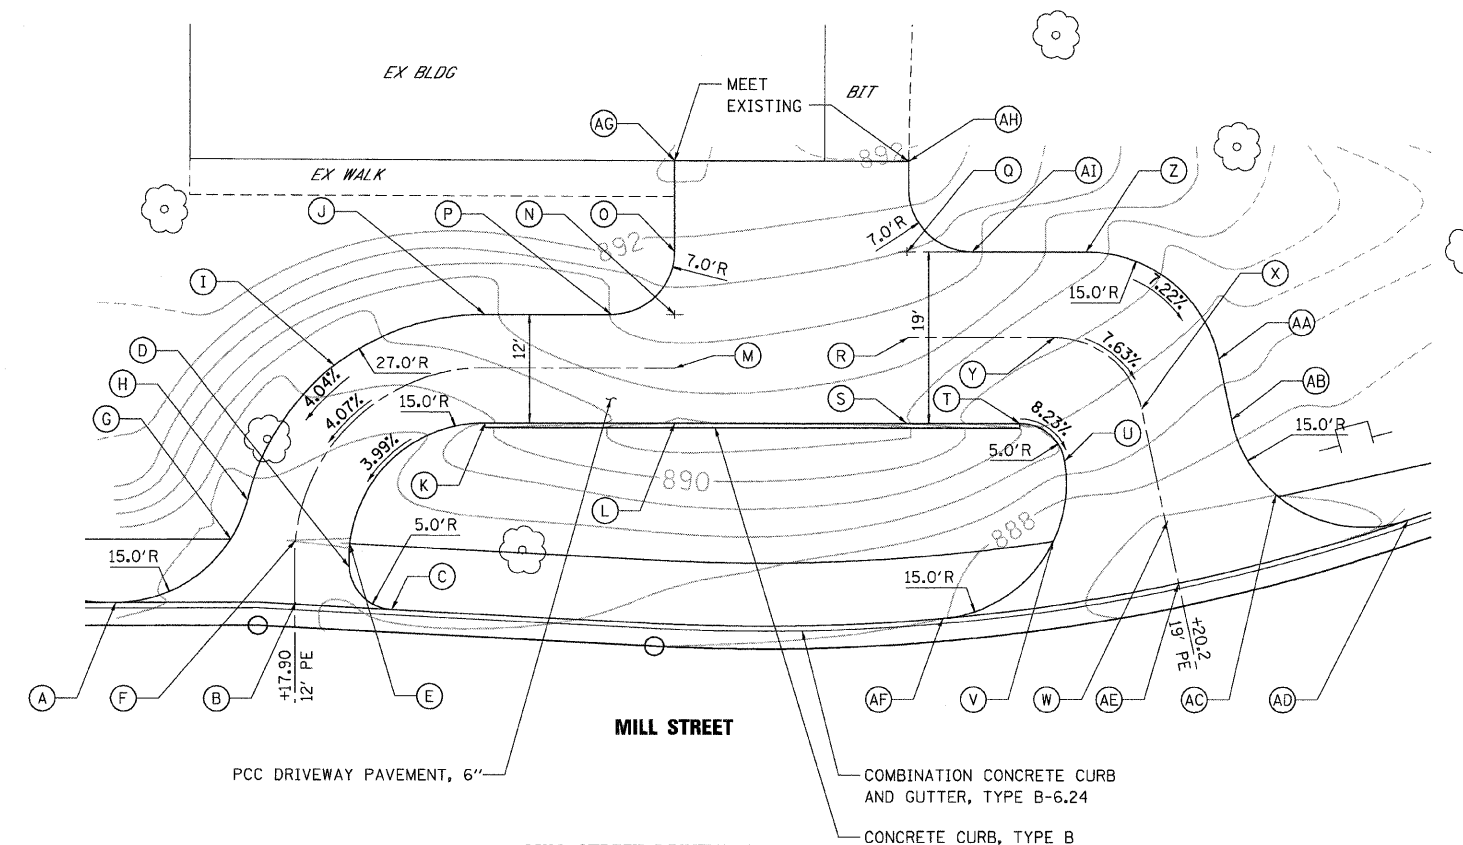 EX BLDG
MEET
EXISTING
BIT
AG
AH
892
EX WALK
Q
AI
Z
J
P
N
O
892
7.0'R
7.0'R
I
15.0'R
7.22%
X
D
12'
19'
M
R
7.63%
AA
H
27.0'R
4.04%
4.07%
Y
AB
G
15.0'R
S
T
8.23%
3.99%
5.0'R
U
15.0'R
K
890
L
5.0'R
888
15.0'R
C
15.0'R
+17.90
12' PE
+20.2
19' PE
A
F
B
E
AF
V
W
AE
AC
AD
MILL STREET
PCC DRIVEWAY PAVEMENT, 6"
COMBINATION CONCRETE CURB
AND GUTTER, TYPE B-6.24
CONCRETE CURB, TYPE B